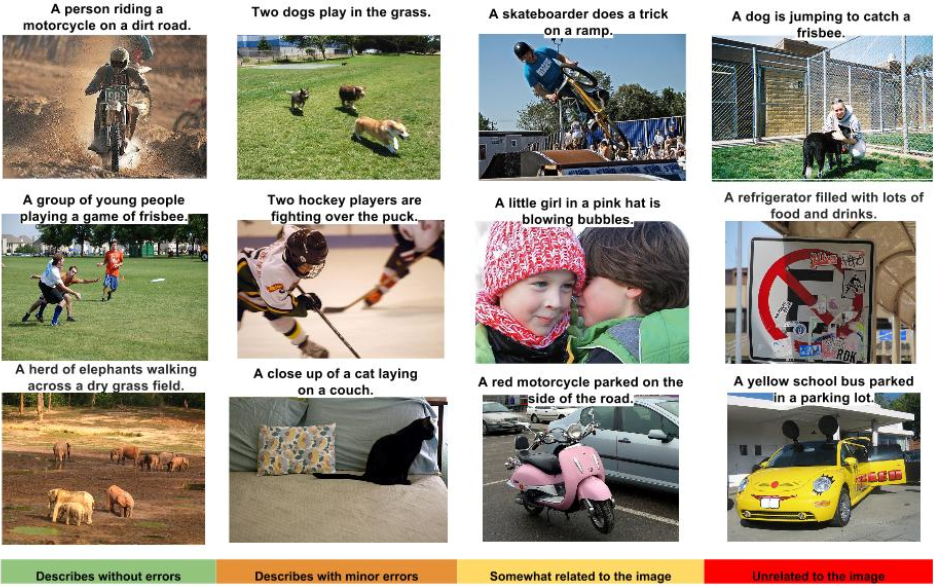 A person riding a
motorcycle on a dirt road.
Two dogs play in the grass.
A skateboarder does a trick
on a ramp.
A dog is jumping to catch a
frisbee.
A group of young people
playing a game of frisbee.
Two hockey players are
fighting over the puck.
A little girl in a pink hat is
blowing bubbles.
A refrigerator filled with lots of
food and drinks.
RDK
A herd of elephants walking
across a dry grass field.
A close up of a cat laying
on a couch.
A red motorcycle parked on the
side of the road.
A yellow school bus parked
in a parking lot.
Describes without errors
Describes with minor errors
Somewhat related to the image
Unrelated to the image